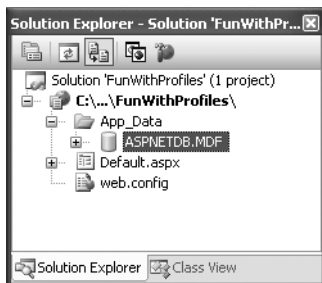 Solution Explorer - Solution 'FunWithPr...
Solution 'FunWithProfiles' (1 project)
C:\...\FunWithProfiles\
App_Data
ASPNETDB.MDF
Default.aspx
web.config
Solution Explorer Class View